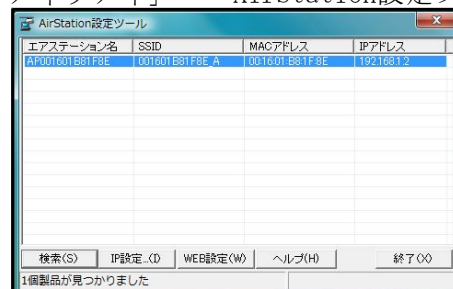 AirStation設定ツール
エアステーション名 SSID MACアドレス IPアドレス
AP001601B81F8E 001601B81F8E_A 00:16:01:B8:1F:8E 192.168.1.2
検索(S) IP設定...(I) WEB設定(W) ヘルプ(H) 終了(X)
1個製品が見つかりました